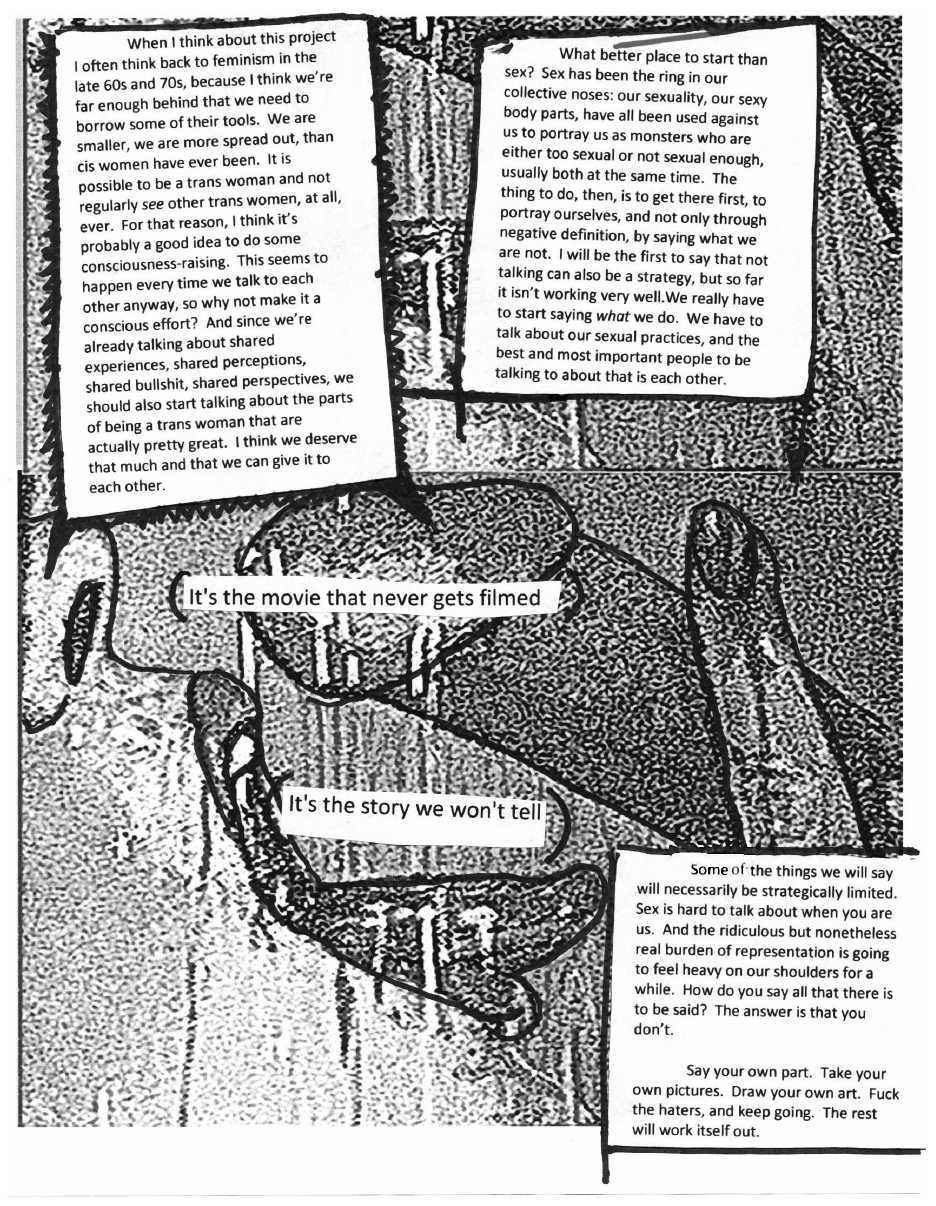 When I think about this project
I often think back to feminism in the
late 60s and 70s, because I think we're
far enough behind that we need to
borrow some of their tools.  We are
smaller, we are more spread out, than
cis women have ever been.  It is
possible to be a trans woman and not
regularly see other trans women, at all,
ever.  For that reason, I think it's
probably a good idea to do some
consciousness-raising.  This seems to
happen every time we talk to each
other anyway, so why not make it a
conscious effort?  And since we're
already talking about shared
experiences, shared perceptions,
shared bullshit, shared perspectives, we
should also start talking about the parts
of being a trans woman that are
actually pretty great.  I think we deserve
that much and that we can give it to
each other.
What better place to start than
sex?  Sex has been the ring in our
collective noses: our sexuality, our sexy
body parts, have all been used against
us to portray us as monsters who are
either too sexual or not sexual enough,
usually both at the same time.  The
thing to do, then, is to get there first, to
portray ourselves, and not only through
negative definition, by saying what we
are not.  I will be the first to say that not
talking can also be a strategy, but so far
it isn't working very well.We really have
to start saying what we do.  We have to
talk about our sexual practices, and the
best and most important people to be
talking to about that is each other.
(It's the movie that never gets filmed)
(It's the story we won't tell)
Some of the things we will say
will necessarily be strategically limited.
Sex is hard to talk about when you are
us.  And the ridiculous but nonetheless
real burden of representation is going
to feel heavy on our shoulders for a
while.  How do you say all that there is
to be said?  The answer is that you
don't.
Say your own part.  Take your
own pictures.  Draw your own art.  Fuck
the haters, and keep going.  The rest
will work itself out.